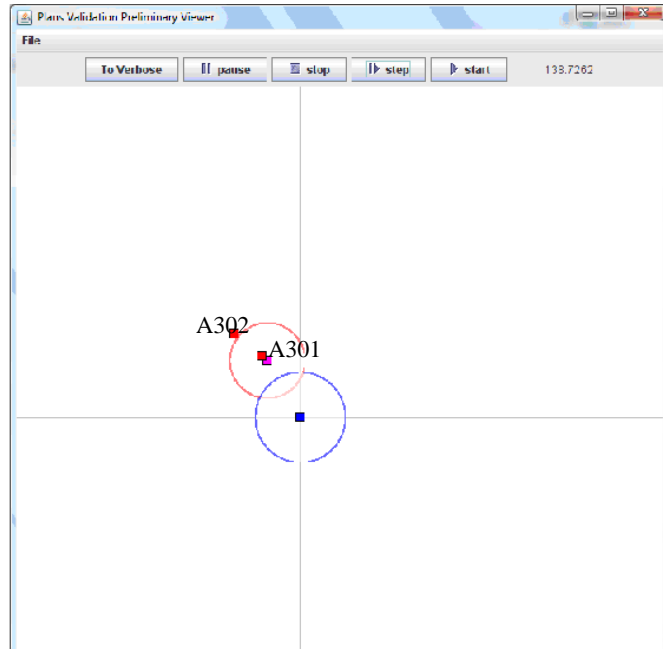 Plans Validation Preliminary Viewer
File
To Verbose pause stop step start 138.7262
A302
A301